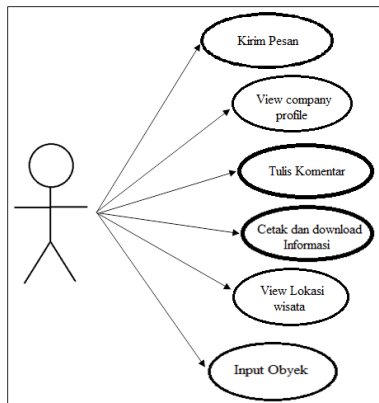 Kirim Pesan
View company
profile
Tulis Komentar
Cetak dan download
Informasi
View Lokasi
wisata
Input Obyek